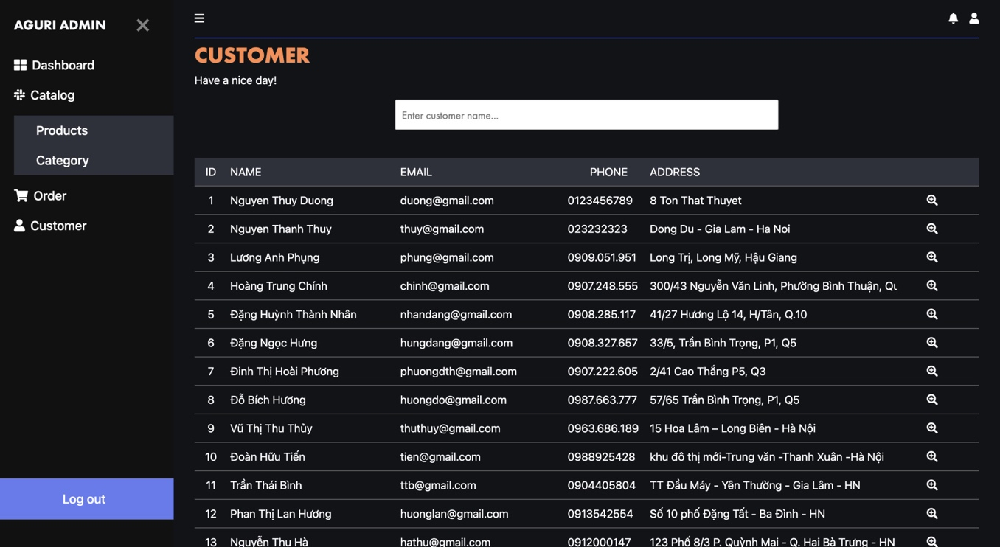 AGURI ADMIN
Dashboard
Catalog
Products
Category
Order
Customer
Log out
CUSTOMER
Have a nice day!
Enter customer name...
ID NAME EMAIL PHONE ADDRESS
1 Nguyen Thuy Duong duong@gmail.com 0123456789 8 Ton That Thuyet
2 Nguyen Thanh Thuy thuy@gmail.com 023232323 Dong Du - Gia Lam - Ha Noi
3 Lương Anh Phụng phung@gmail.com 0909.051.951 Long Trị, Long Mỹ, Hậu Giang
4 Hoàng Trung Chính chinh@gmail.com 0907.248.555 300/43 Nguyễn Văn Linh, Phường Bình Thuận, Qu
5 Đặng Huỳnh Thành Nhân nhandang@gmail.com 0908.285.117 41/27 Hương Lộ 14, H/Tân, Q.10
6 Đặng Ngọc Hưng hungdang@gmail.com 0908.327.657 33/5, Trần Bình Trọng, P1, Q5
7 Đinh Thị Hoài Phương phuongdth@gmail.com 0907.222.605 2/41 Cao Thắng P5, Q3
8 Đỗ Bích Hương huongdo@gmail.com 0987.663.777 57/65 Trần Bình Trọng, P1, Q5
9 Vũ Thị Thu Thủy thuthuy@gmail.com 0963.686.189 15 Hoa Lâm – Long Biên - Hà Nội
10 Đoàn Hữu Tiến tien@gmail.com 0988925428 khu đô thị mới-Trung văn -Thanh Xuân -Hà Nội
11 Trần Thái Bình ttb@gmail.com 0904405804 TT Đầu Máy - Yên Thường - Gia Lâm - HN
12 Phan Thị Lan Hương huonglan@gmail.com 0913542554 Số 10 phố Đặng Tất - Ba Đình - HN
13 Nguyễn Thu Hà hathu@gmail.com 0912000147 123 Phố 8/3 P. Quỳnh Mai - Q. Hai Bà Trưng - HN